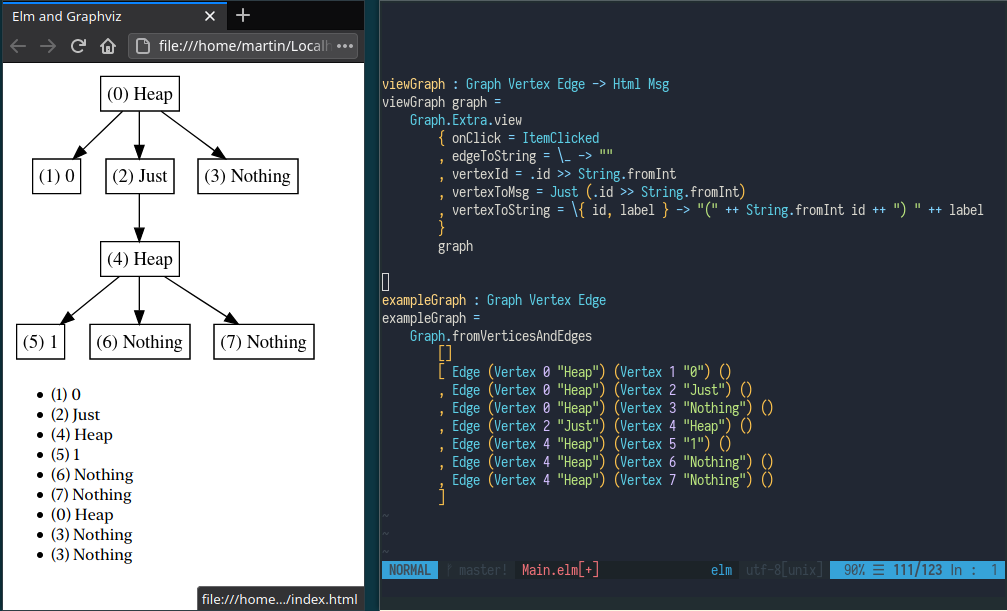 Elm and Graphviz
file:///home/martin/Localh
(0) Heap
(1) 0
(2) Just
(3) Nothing
(4) Heap
(5) 1
(6) Nothing
(7) Nothing
• (1) 0
• (2) Just
• (4) Heap
• (5) 1
• (6) Nothing
• (7) Nothing
• (0) Heap
• (3) Nothing
• (3) Nothing
file:///home.../index.html
viewGraph : Graph Vertex Edge -> Html Msg
viewGraph graph =
    Graph.Extra.view
        { onClick = ItemClicked
        , edgeToString = \_ -> ""
        , vertexId = .id >> String.fromInt
        , vertexToMsg = Just (.id >> String.fromInt)
        , vertexToString = \{ id, label } -> "(" ++ String.fromInt id ++ ") " ++ label
        }
        graph
exampleGraph : Graph Vertex Edge
exampleGraph =
    Graph.fromVerticesAndEdges
        []
        [ Edge (Vertex 0 "Heap") (Vertex 1 "0") ()
        , Edge (Vertex 0 "Heap") (Vertex 2 "Just") ()
        , Edge (Vertex 0 "Heap") (Vertex 3 "Nothing") ()
        , Edge (Vertex 2 "Just") (Vertex 4 "Heap") ()
        , Edge (Vertex 4 "Heap") (Vertex 5 "1") ()
        , Edge (Vertex 4 "Heap") (Vertex 6 "Nothing") ()
        , Edge (Vertex 4 "Heap") (Vertex 7 "Nothing") ()
        ]
~
~
~
NORMAL master! Main.elm[+] elm utf-8[unix] 90% ☰ 111/123 ln : 1